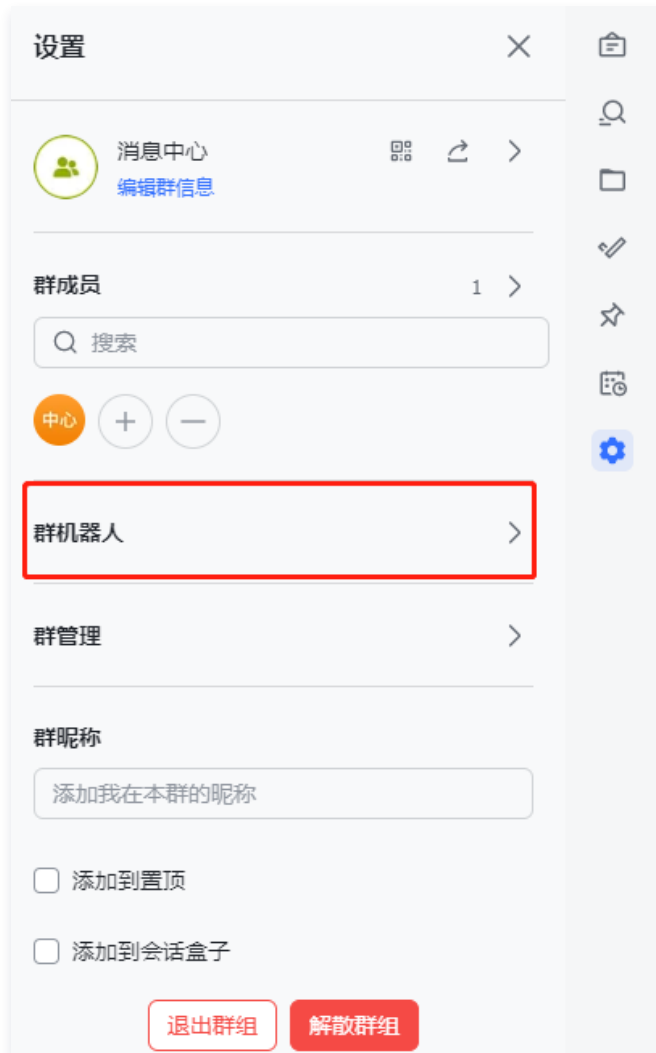 设置
消息中心
编辑群信息
群成员 1
搜索
中心
群机器人
群管理
群昵称
添加我在本群的昵称
添加到置顶
添加到会话盒子
退出群组 解散群组